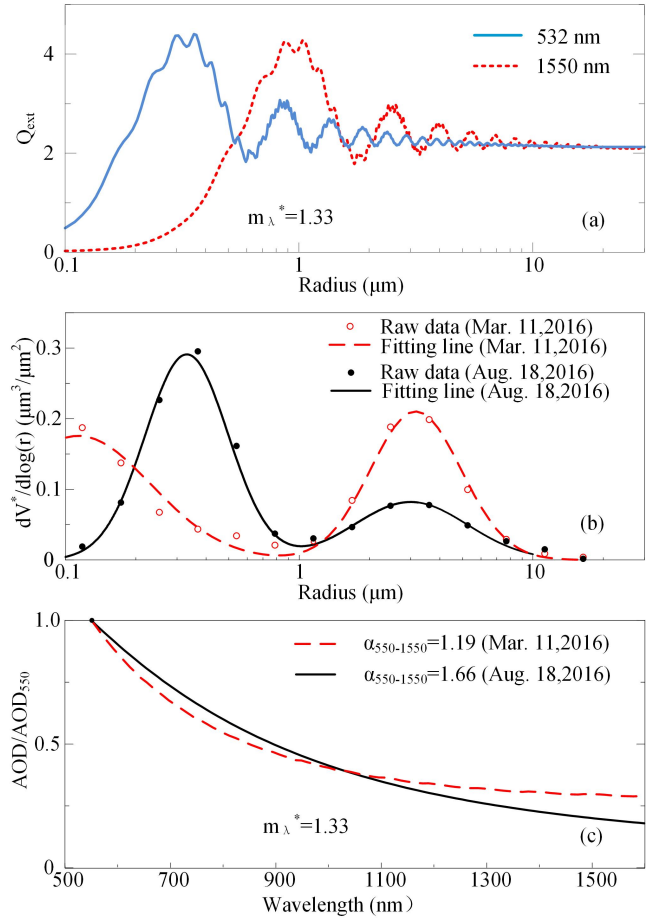 4
2
0
Q_ext
532 nm
1550 nm
m_λ^*=1.33
(a)
0.1
1
10
Radius (μm)
0.3
0.2
0.1
0
dV^*/dlog(r) (μm³/μm²)
Raw data (Mar. 11,2016)
Fitting line (Mar. 11,2016)
Raw data (Aug. 18,2016)
Fitting line (Aug. 18,2016)
(b)
0.1
1
10
Radius (μm)
1.0
0.5
0
AOD/AOD_550
α_550-1550=1.19 (Mar. 11,2016)
α_550-1550=1.66 (Aug. 18,2016)
m_λ^*=1.33
(c)
500
700
900
1100
1300
1500
Wavelength (nm）